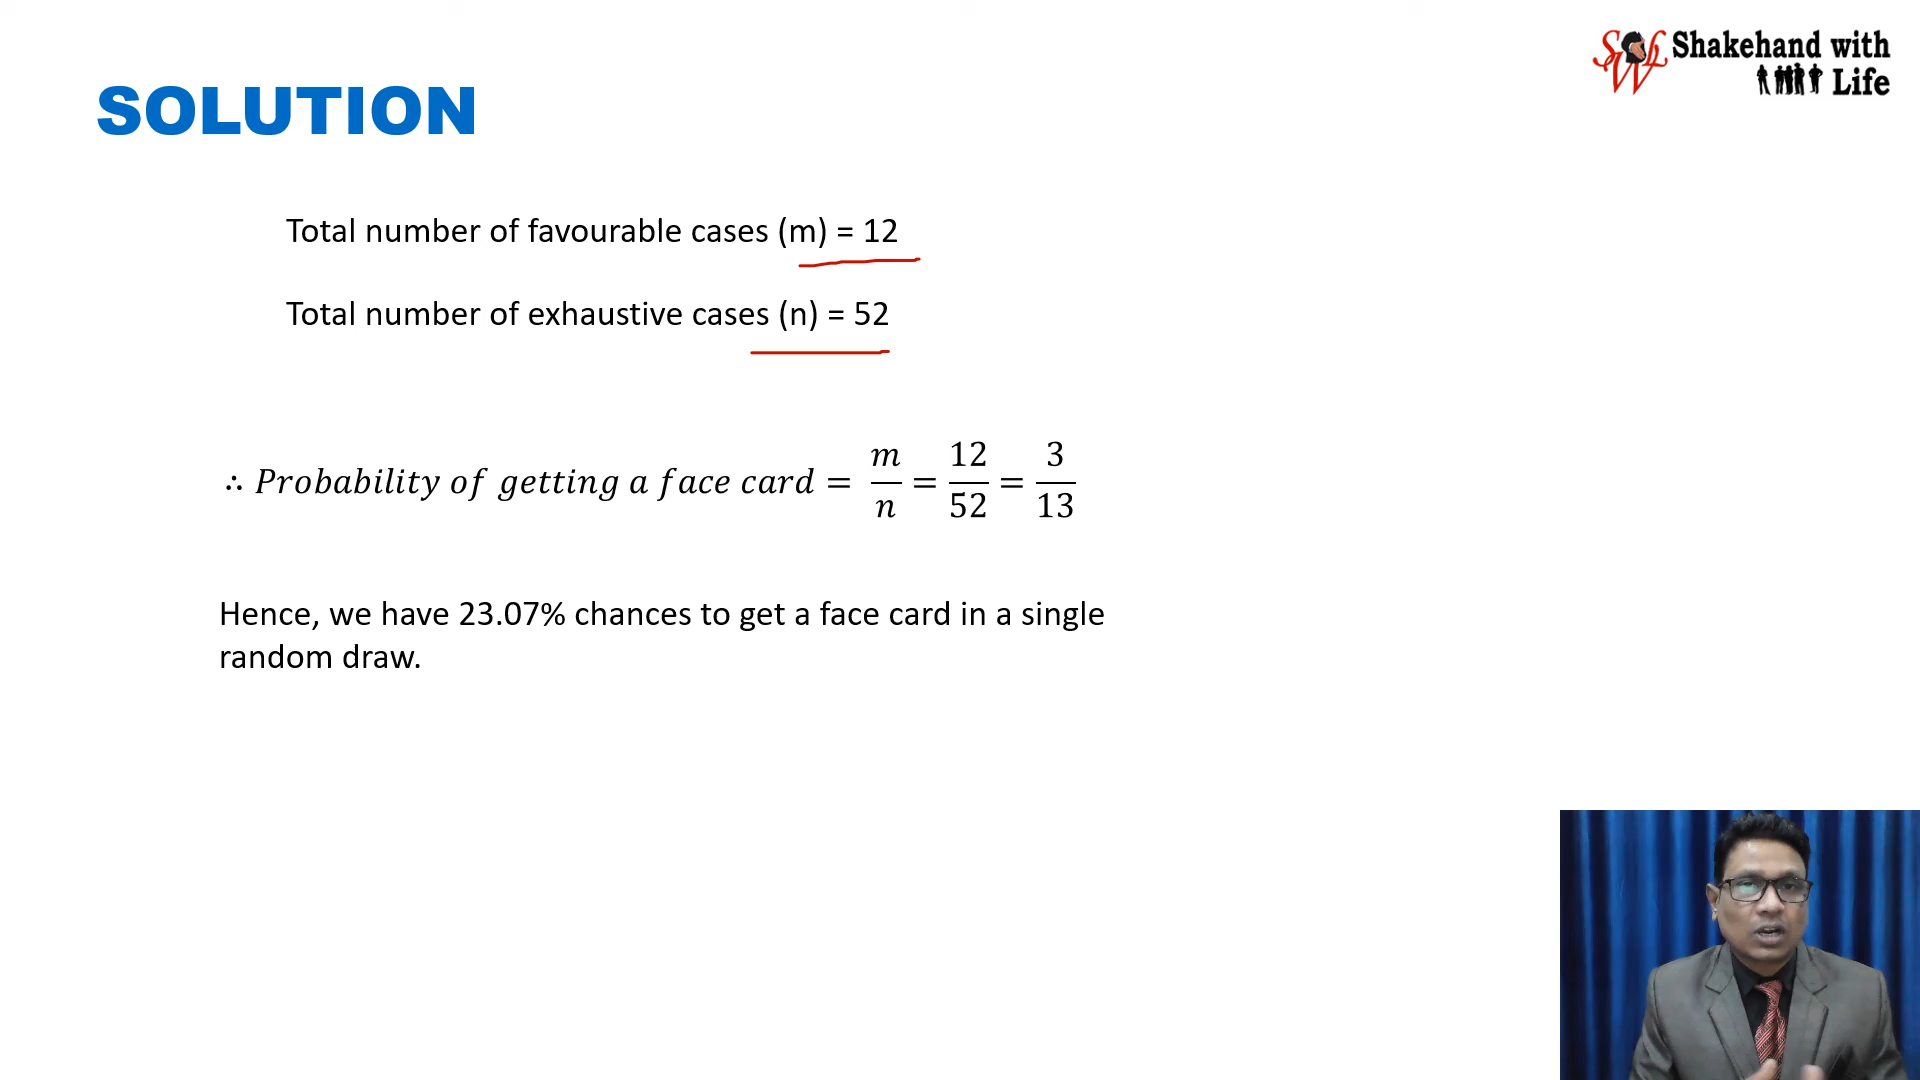 SWL Shakehand with
Life
SOLUTION
Total number of favourable cases (m) = 12
Total number of exhaustive cases (n) = 52
∴ Probability of getting a face card = m/n = 12/52 = 3/13
Hence, we have 23.07% chances to get a face card in a single
random draw.